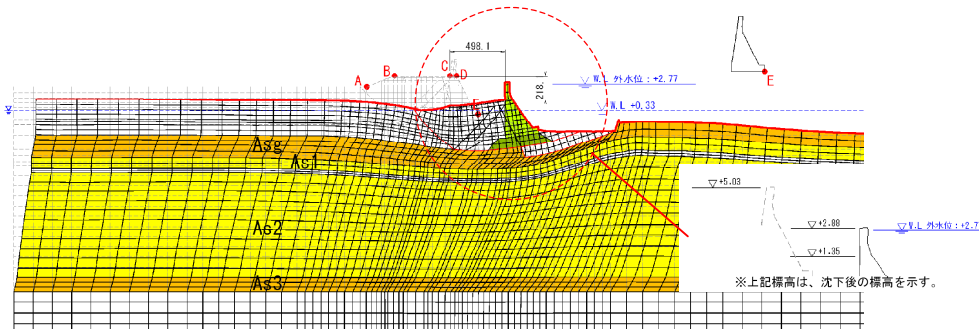 498.1
B
C
D
A
218.
W.L 外水位：+2.77
W.L +0.33
E
Asg
As1
As2
As3
+5.03
+2.88
W.L 外水位：+2.7
+1.35
※上記標高は、沈下後の標高を示す。